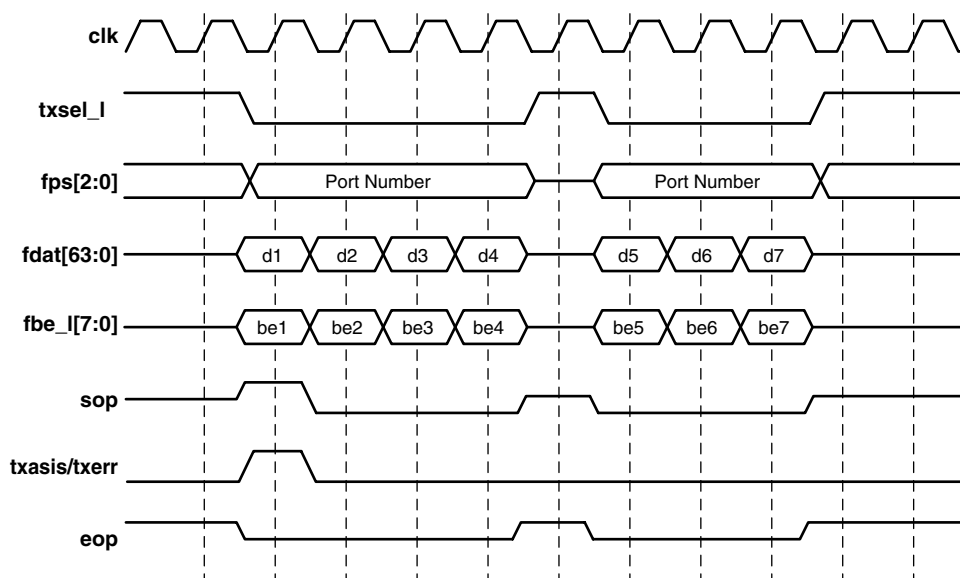 clk
txsel_l
fps[2:0] Port Number Port Number
fdat[63:0] d1 d2 d3 d4 d5 d6 d7
fbe_l[7:0] be1 be2 be3 be4 be5 be6 be7
sop
txasis/txerr
eop